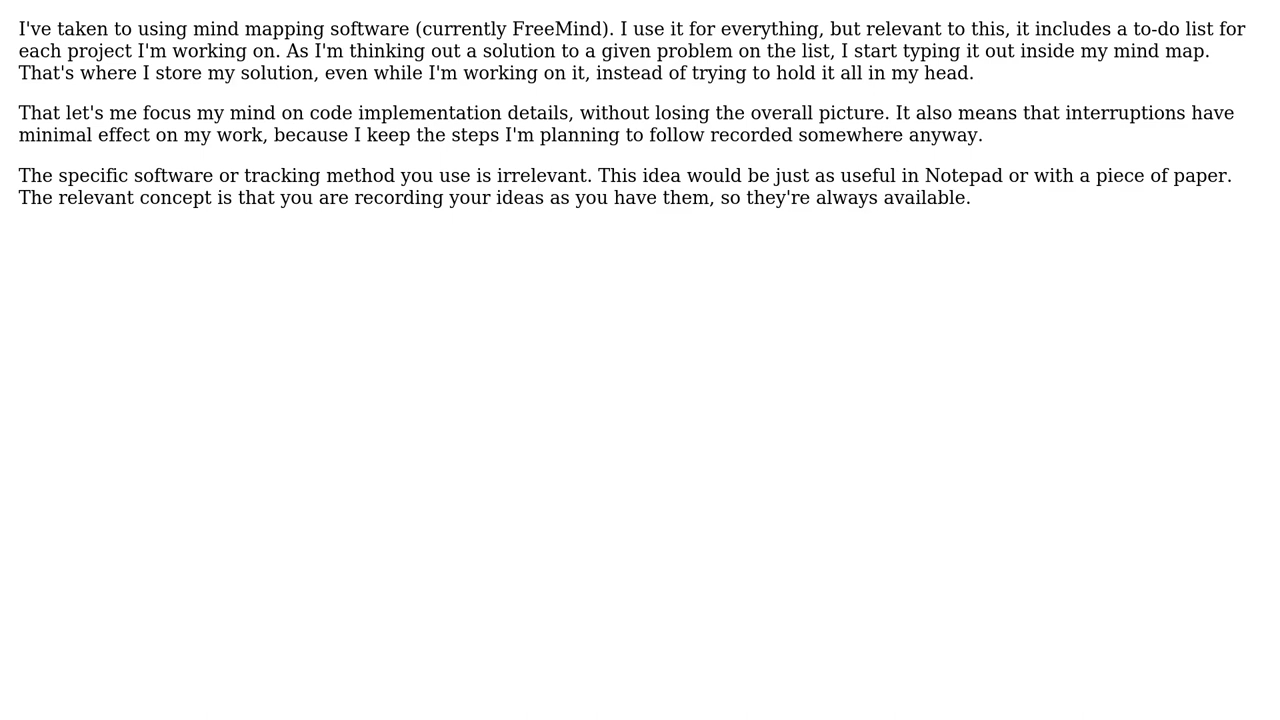 I've taken to using mind mapping software (currently FreeMind). I use it for everything, but relevant to this, it includes a to-do list for
each project I'm working on. As I'm thinking out a solution to a given problem on the list, I start typing it out inside my mind map.
That's where I store my solution, even while I'm working on it, instead of trying to hold it all in my head.
That let's me focus my mind on code implementation details, without losing the overall picture. It also means that interruptions have
minimal effect on my work, because I keep the steps I'm planning to follow recorded somewhere anyway.
The specific software or tracking method you use is irrelevant. This idea would be just as useful in Notepad or with a piece of paper.
The relevant concept is that you are recording your ideas as you have them, so they're always available.